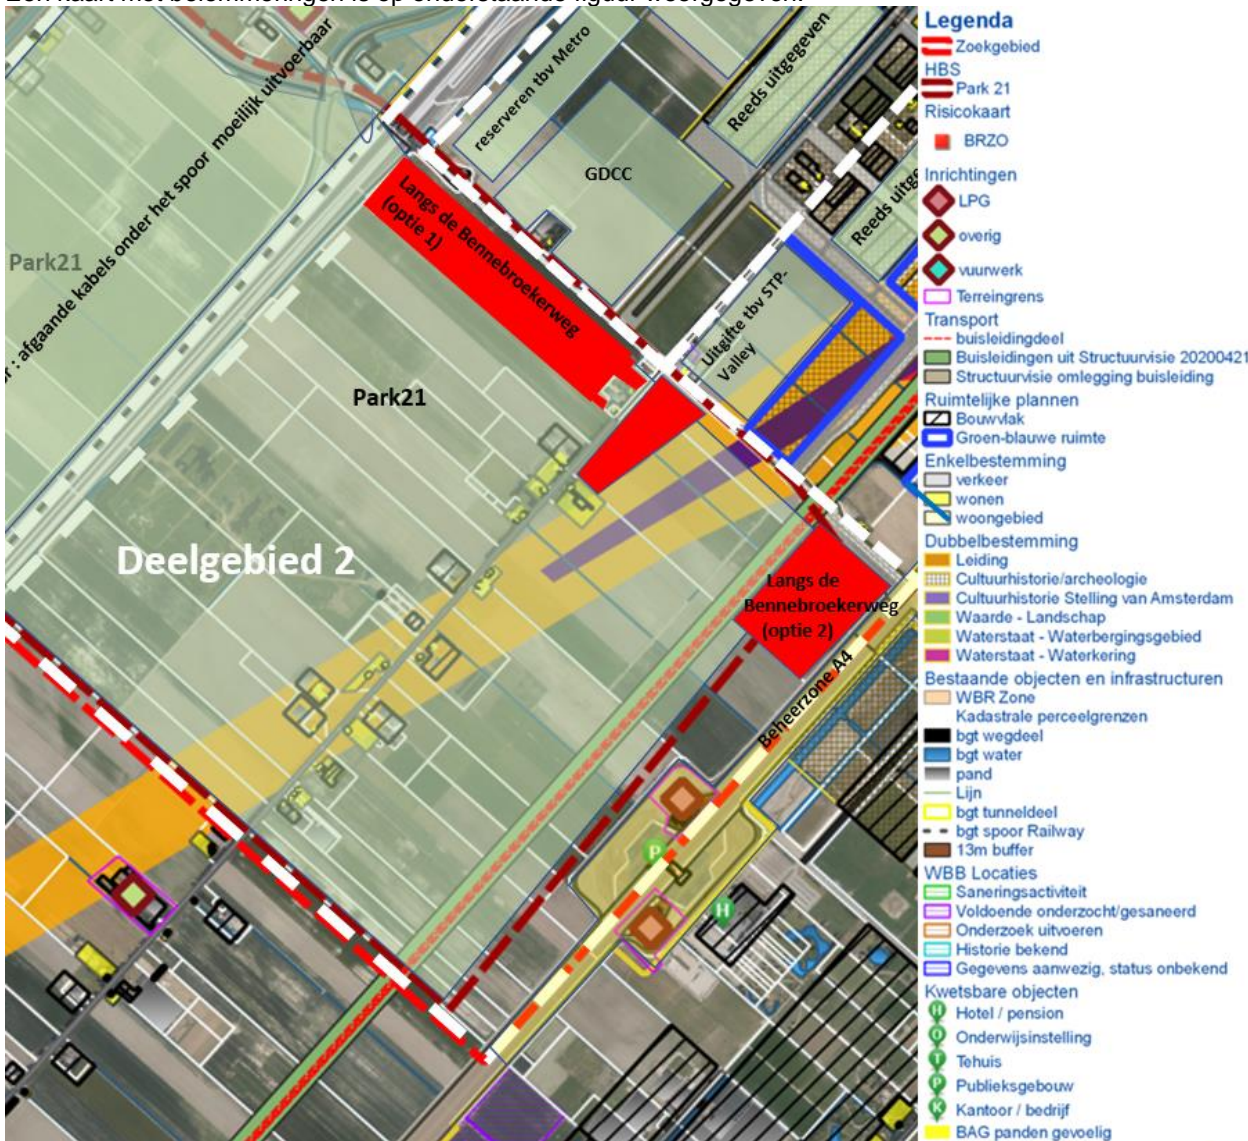 reserveren tbv Metro
Reeds uitgegeven
GDCC
Langs de Bennebroekerweg
(optie 1)
afgaande kabels onder het spoor moeilijk uitvoerbaar
Park21
Uitgifte tbv STP-
Valley
Park21
Deelgebied 2
Langs de
Bennebroekerweg
(optie 2)
Beheerzone A4
P
H
Legenda
Zoekgebied
HBS
Park 21
Risicokaart
BRZO
Inrichtingen
LPG
overig
vuurwerk
Terreingrens
Transport
buisleidingdeel
Buisleidingen uit Structuurvisie 20200421
Structuurvisie omlegging buisleiding
Ruimtelijke plannen
Bouwvlak
Groen-blauwe ruimte
Enkelbestemming
verkeer
wonen
woongebied
Dubbelbestemming
Leiding
Cultuurhistorie/archeologie
Cultuurhistorie Stelling van Amsterdam
Waarde - Landschap
Waterstaat - Waterbergingsgebied
Waterstaat - Waterkering
Bestaande objecten en infrastructuren
WBR Zone
Kadastrale perceelgrenzen
bgt wegdeel
bgt water
pand
Lijn
bgt tunneldeel
bgt spoor Railway
13m buffer
WBB Locaties
Saneringsactiviteit
Voldoende onderzocht/gesaneerd
Onderzoek uitvoeren
Historie bekend
Gegevens aanwezig, status onbekend
Kwetsbare objecten
H Hotel / pension
O Onderwijsinstelling
T Tehuis
P Publieksgebouw
K Kantoor / bedrijf
BAG panden gevoelig